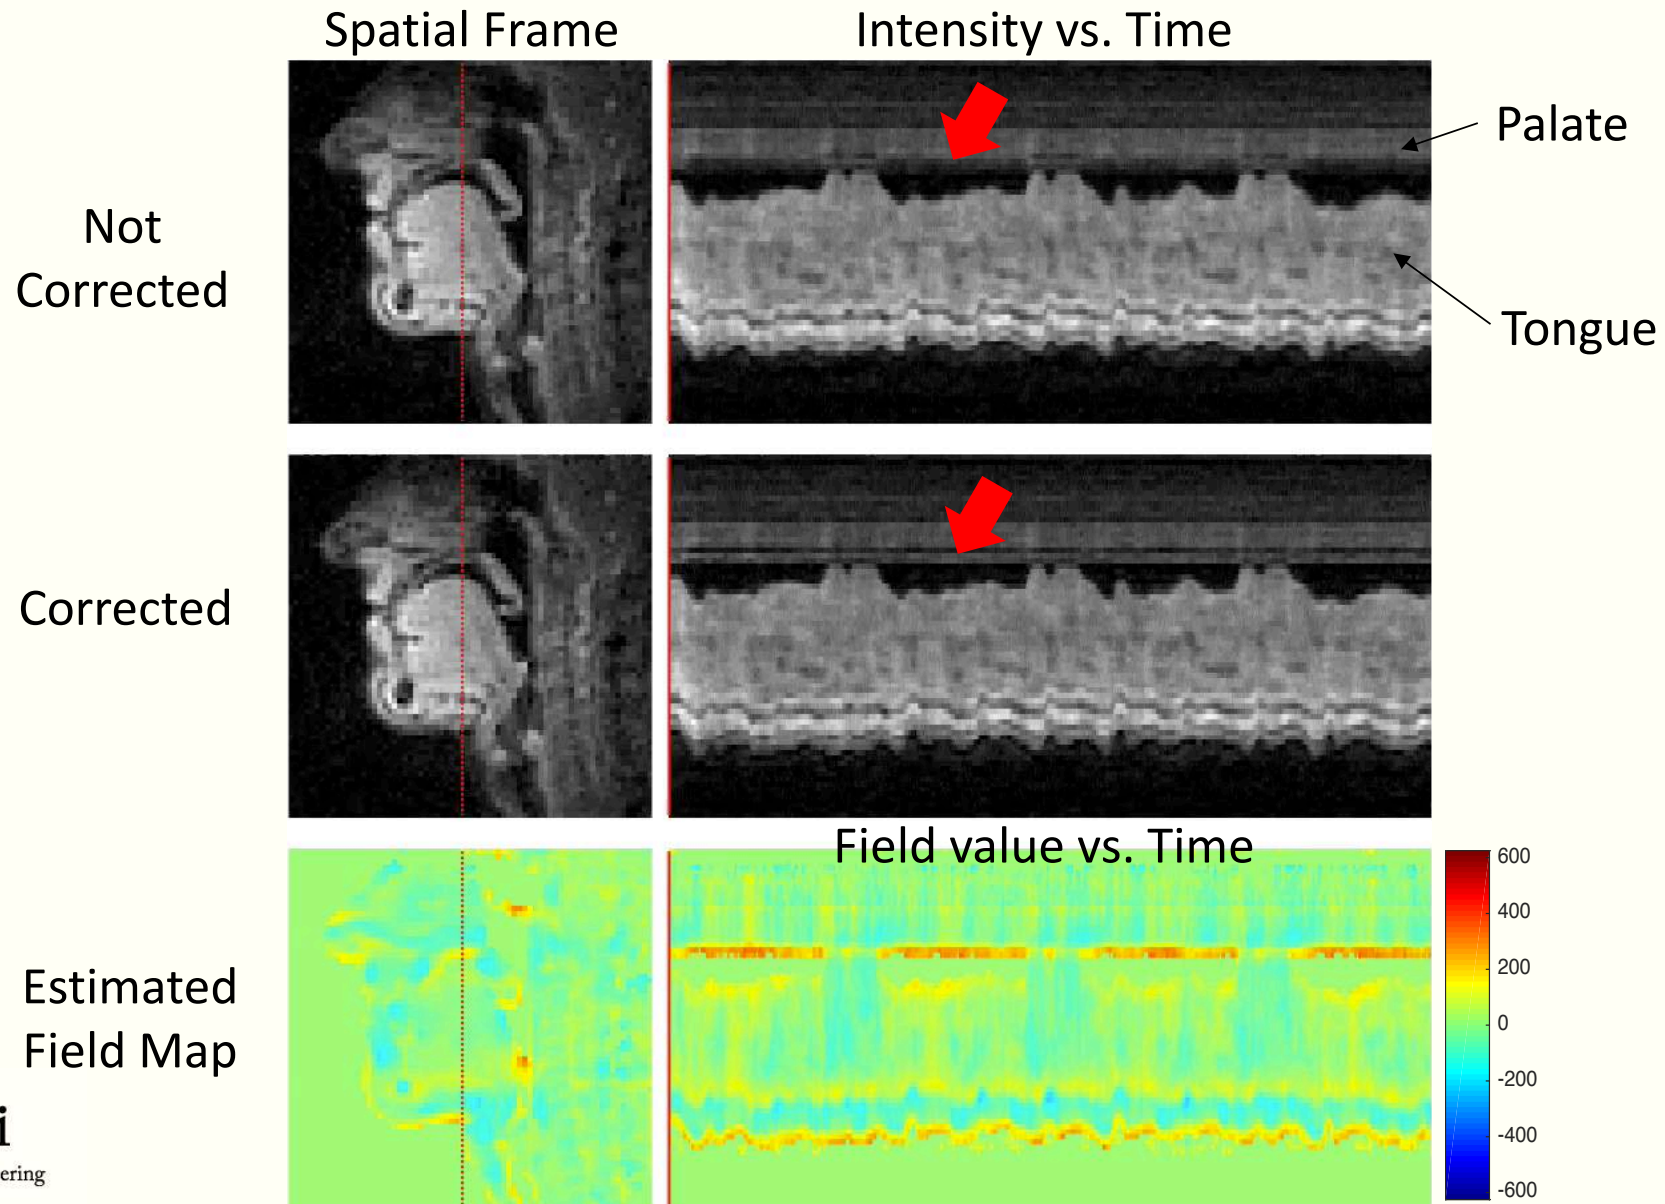 Spatial Frame
Intensity vs. Time
Palate
Not
Corrected
Tongue
Corrected
Field value vs. Time
600
400
200
0
-200
-400
-600
Estimated
Field Map
i
ering